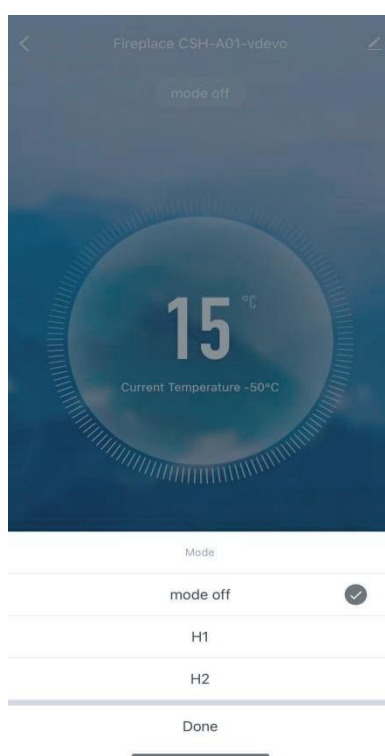 Fireplace CSH-A01-vdevo
mode off
15 °C
Current Temperature -50°C
Mode
mode off
H1
H2
Done